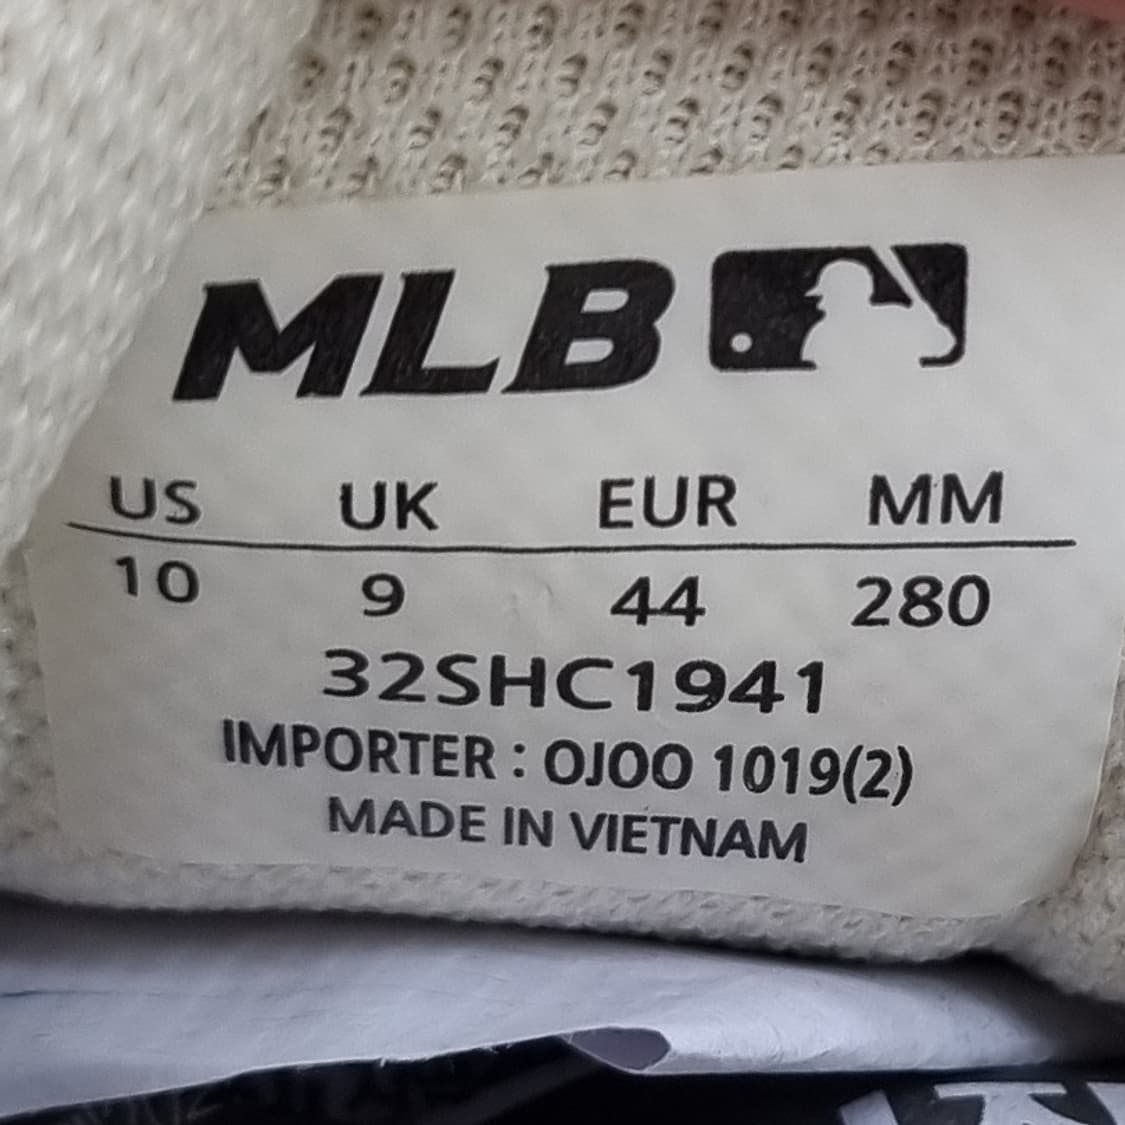 MLB
US UK EUR MM
10 9 44 280
32SHC1941
IMPORTER : OJOO 1019(2)
MADE IN VIETNAM